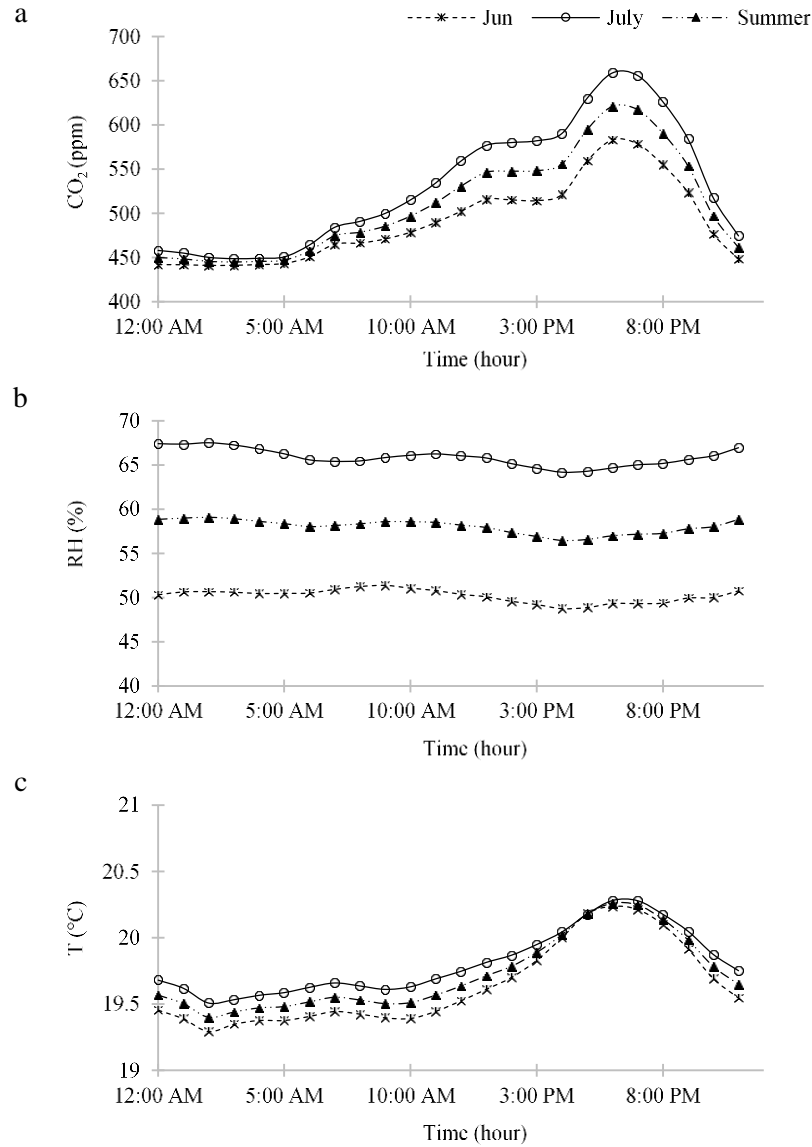 a
Jun July Summer
700
650
600
550
500
450
400
CO₂ (ppm)
12:00 AM 5:00 AM 10:00 AM 3:00 PM 8:00 PM
Time (hour)
b
70
65
60
55
50
45
40
RH (%)
12:00 AM 5:00 AM 10:00 AM 3:00 PM 8:00 PM
Time (hour)
c
21
20.5
20
19.5
19
T (°C)
12:00 AM 5:00 AM 10:00 AM 3:00 PM 8:00 PM
Time (hour)